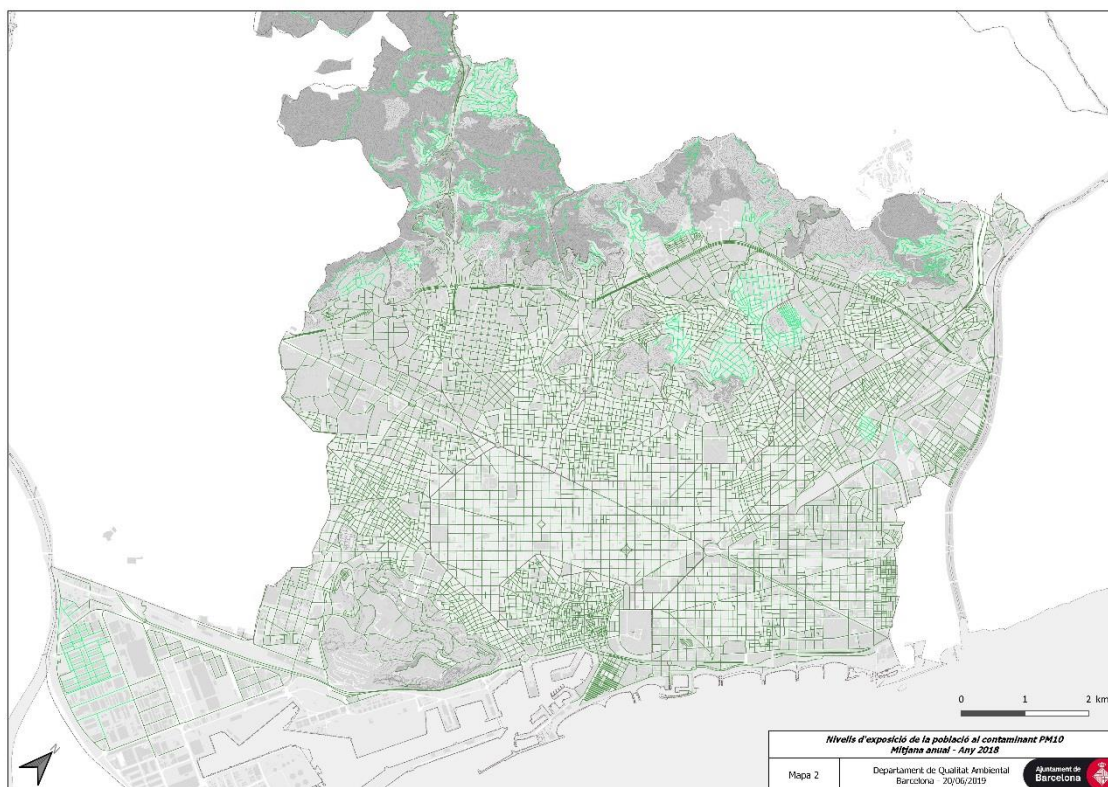 N
0 1 2 km
Nivells d'exposició de la població al contaminant PM10
Mitjana anual - Any 2018
Mapa 2
Departament de Qualitat Ambiental
Barcelona - 20/06/2019
Ajuntament de
Barcelona